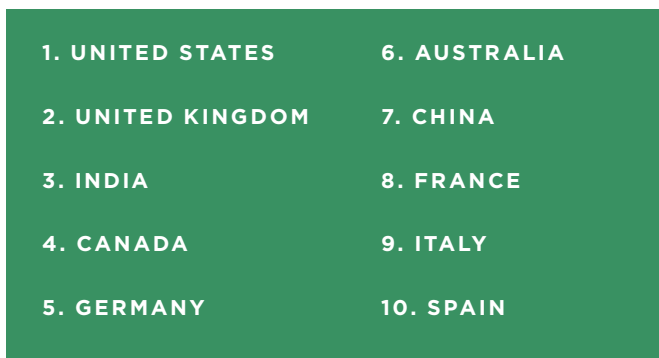 1. UNITED STATES
2. UNITED KINGDOM
3. INDIA
4. CANADA
5. GERMANY
6. AUSTRALIA
7. CHINA
8. FRANCE
9. ITALY
10. SPAIN